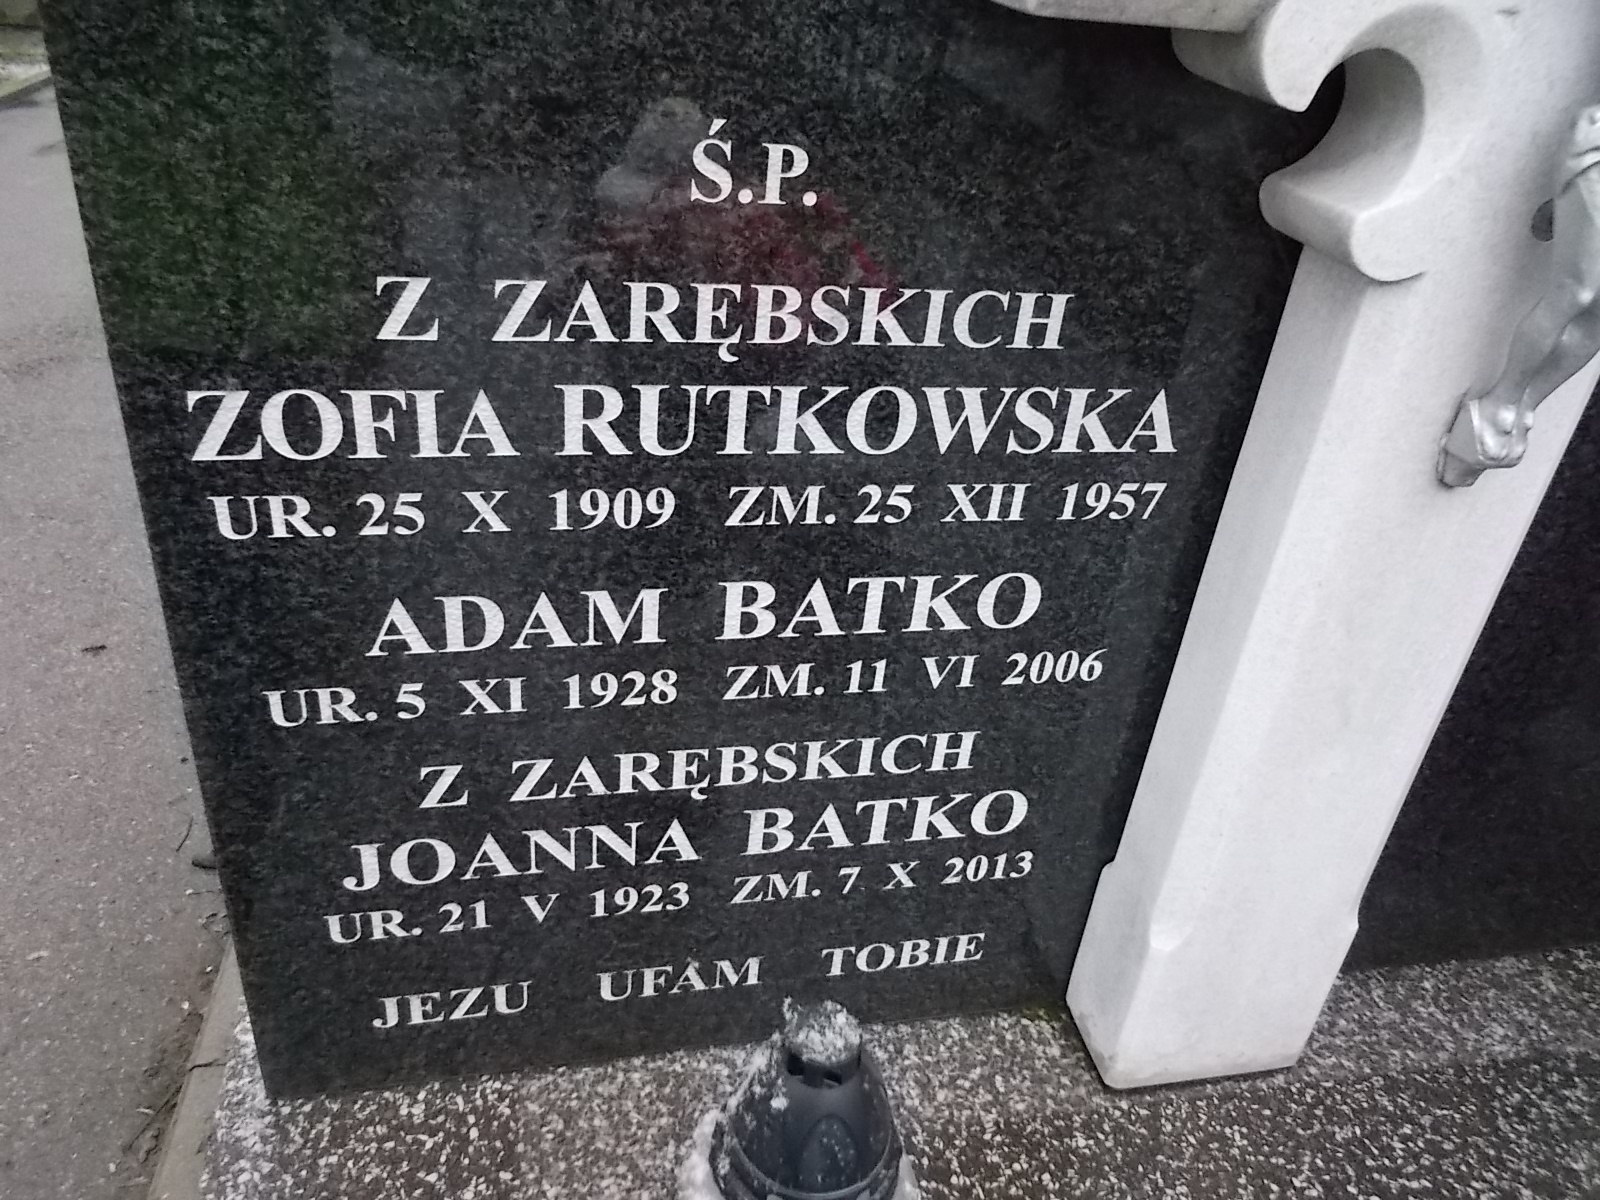 Ś.P.
Z ZARĘBSKICH
ZOFIA RUTKOWSKA
UR. 25 X 1909 ZM. 25 XII 1957
ADAM BATKO
UR. 5 XI 1928 ZM. 11 VI 2006
Z ZARĘBSKICH
JOANNA BATKO
UR. 21 V 1923 ZM. 7 X 2013
JEZU UFAM TOBIE